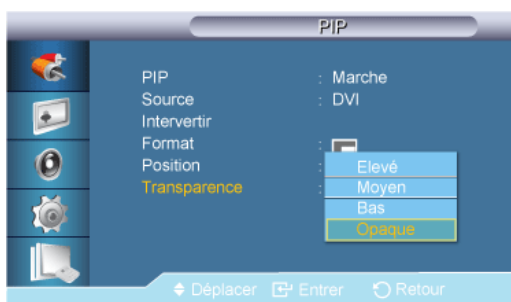 PIP
PIP : Marche
Source : DVI
Intervertir
Format :
Position :
Transparence :
Elevé
Moyen
Bas
Opaque
Déplacer Entrer Retour